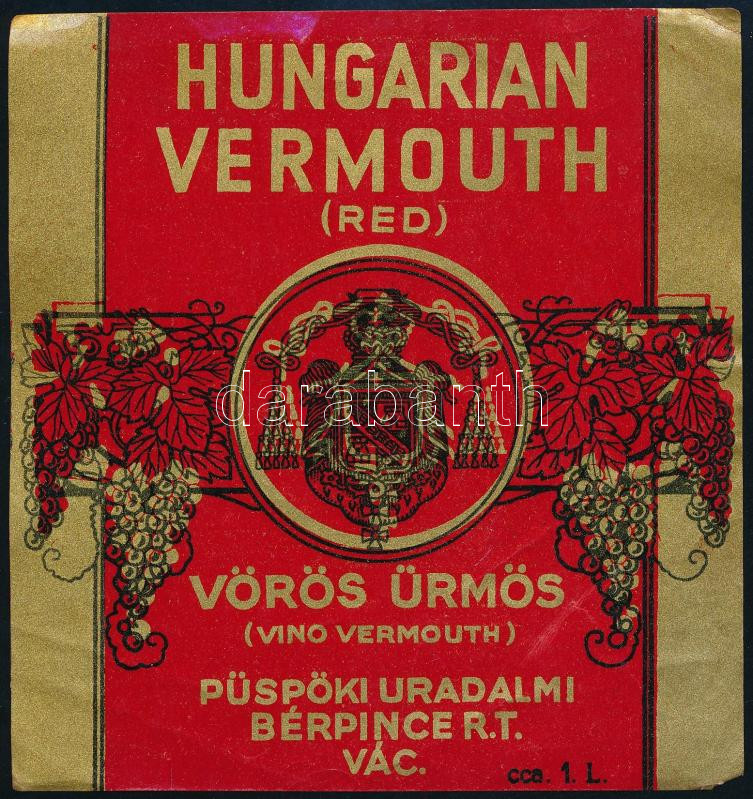 HUNGARIAN
VERMOUTH
(RED)
darabanth
VÖRÖS ÜRMÖS
(VINO VERMOUTH)
PÜSPÖKI URADALMI
BÉRPINCE R.T.
VÁC.
cca. 1. L.